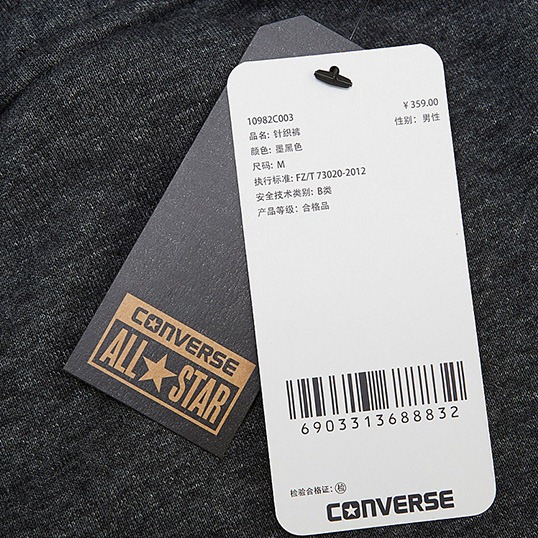 10982C003
¥ 359.00
品名: 针织裤
性别: 男性
颜色: 墨黑色
尺码: M
执行标准: FZ/T 73020-2012
安全技术类别: B类
产品等级: 合格品
6903313688832
检验合格证: 检
CONVERSE
CONVERSE
ALL STAR